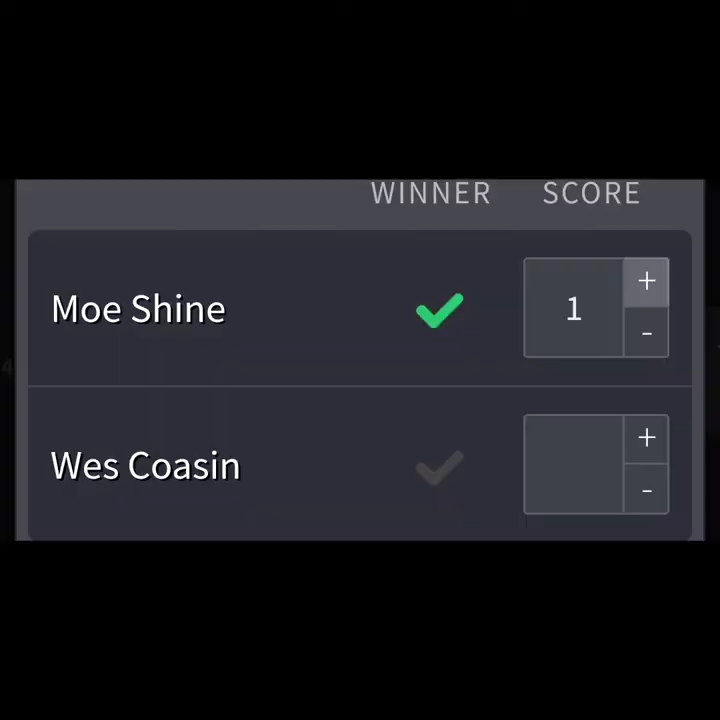 WINNER SCORE
Moe Shine 1 +
-
Wes Coasin +
-